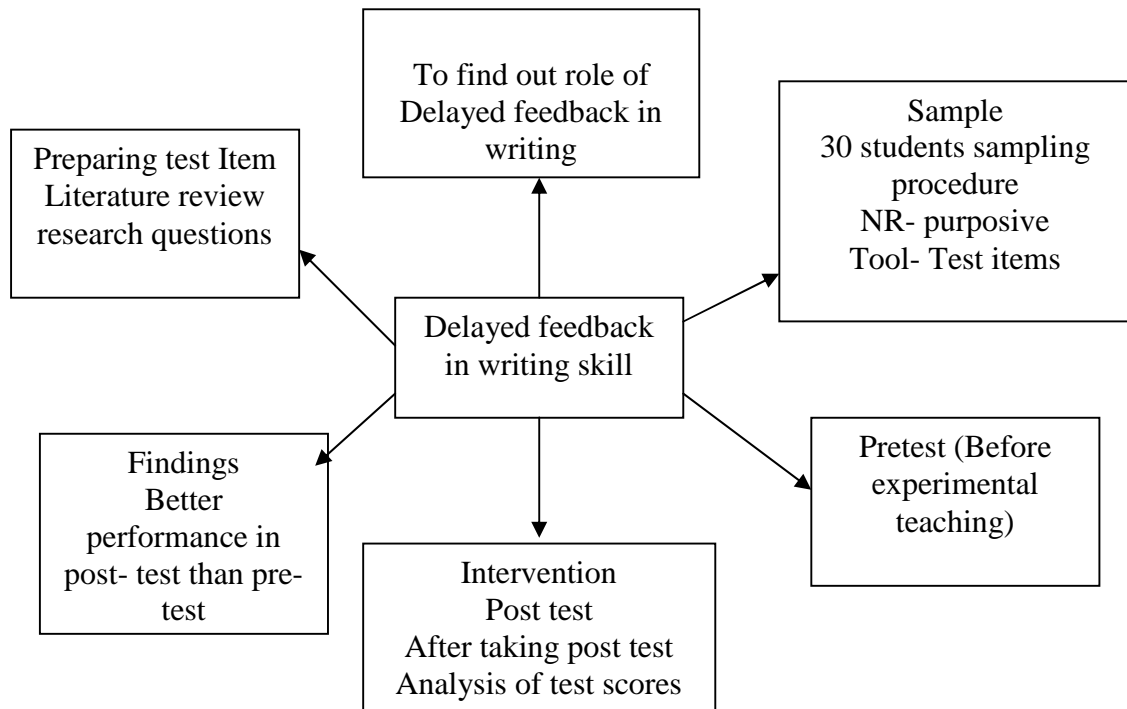 To find out role of
Delayed feedback in
writing
Sample
30 students sampling
procedure
NR- purposive
Tool- Test items
Preparing test Item
Literature review
research questions
Delayed feedback
in writing skill
Pretest (Before
experimental
teaching)
Findings
Better
performance in
post- test than pre-
test
Intervention
Post test
After taking post test
Analysis of test scores